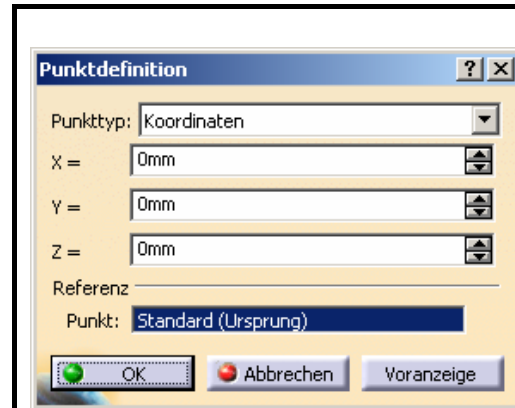 Punktdefinition ? X
Punkttyp: Koordinaten
X = 0mm
Y = 0mm
Z = 0mm
Referenz
Punkt: Standard (Ursprung)
OK Abbrechen Voranzeige